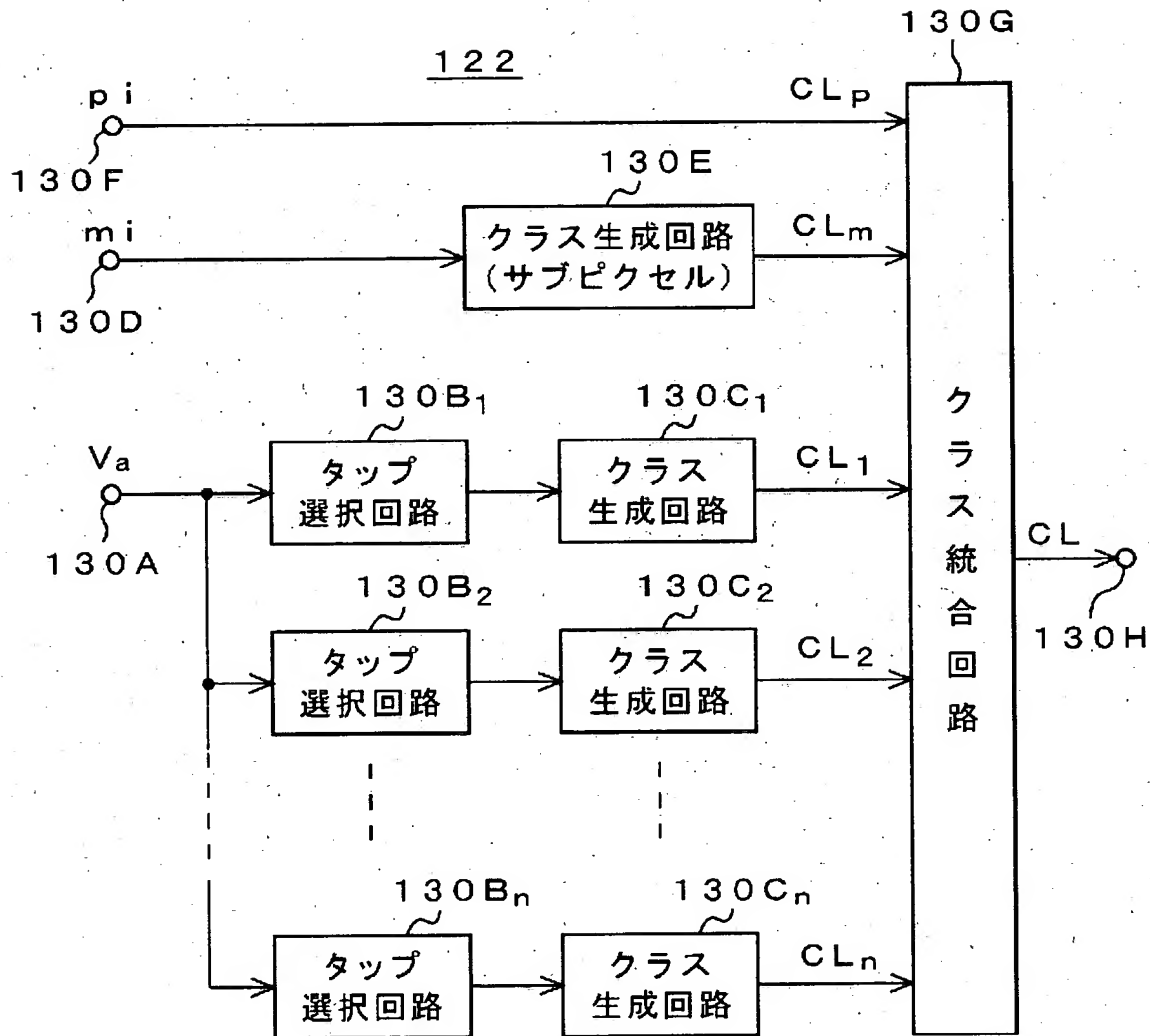 130G
122
pi
CLp
130F
130E
mi
クラス生成回路
(サブピクセル)
CLm
130D
130B1
130C1
Va
タップ
選択回路
クラス
生成回路
CL1
130A
クラス統合回路
CL
130H
130B2
130C2
タップ
選択回路
クラス
生成回路
CL2
130Bn
130Cn
タップ
選択回路
クラス
生成回路
CLn